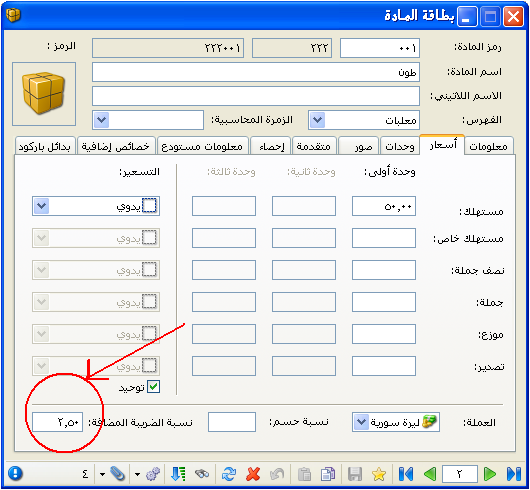 بطاقة المادة
رمز المادة: ٠٠١ ٢٢٢ ٢٢٢٠٠١ الرمز :
اسم المادة: طون
الاسم اللاتيني:
الفهرس: معلبات الزمرة المحاسبية:
معلومات أسعار وحدات صور متقدمة إحصاء معلومات مستودع خصائص إضافية بدائل باركود
وحدة أولى: وحدة ثانية: وحدة ثالثة: التسعير:
مستهلك: ٥٠,٠٠ يدوي
مستهلك خاص: يدوي
نصف جملة: يدوي
جملة: يدوي
موزع: يدوي
تصدير: يدوي
توحيد
العملة: ليرة سورية نسبة حسم: نسبة الضريبة المضافة: ٢,٥٠
٢ ٤